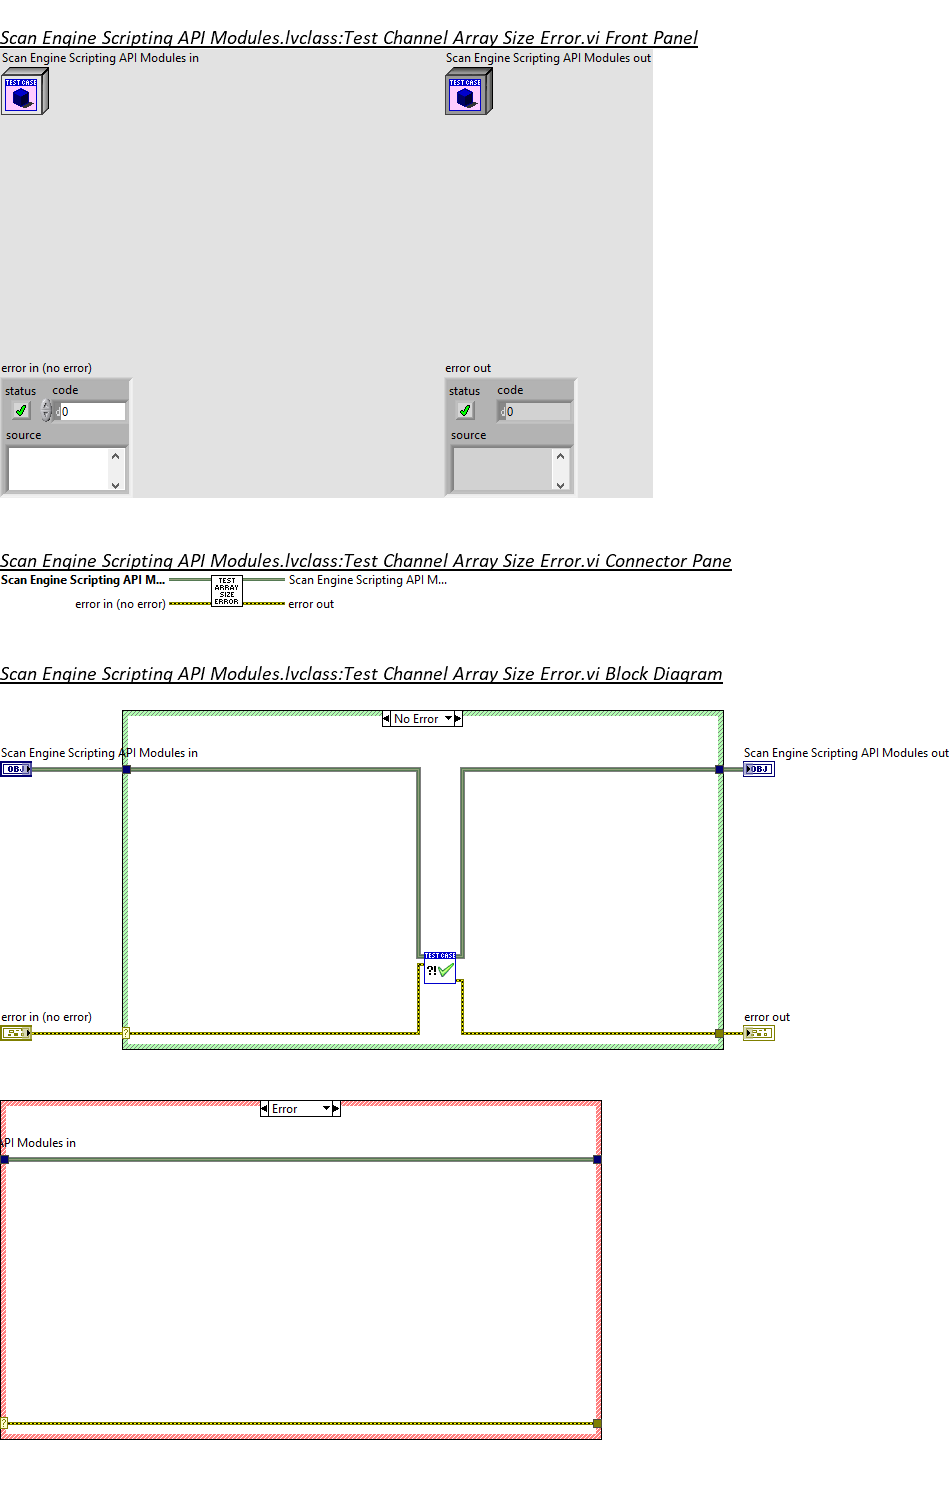 Scan Engine Scripting API Modules.lvclass:Test Channel Array Size Error.vi Front Panel
Scan Engine Scripting API Modules in
Scan Engine Scripting API Modules out
TEST CASE
TEST CASE
error in (no error)
error out
status code
status code
0
0
source
source
Scan Engine Scripting API Modules.lvclass:Test Channel Array Size Error.vi Connector Pane
Scan Engine Scripting API M...
TEST
ARRAY
SIZE
ERROR
Scan Engine Scripting API M...
error in (no error)
error out
Scan Engine Scripting API Modules.lvclass:Test Channel Array Size Error.vi Block Diagram
No Error
Scan Engine Scripting API Modules in
Scan Engine Scripting API Modules out
OBJ
OBJ
TEST CASE
?!
error in (no error)
error out
?
Error
API Modules in
?